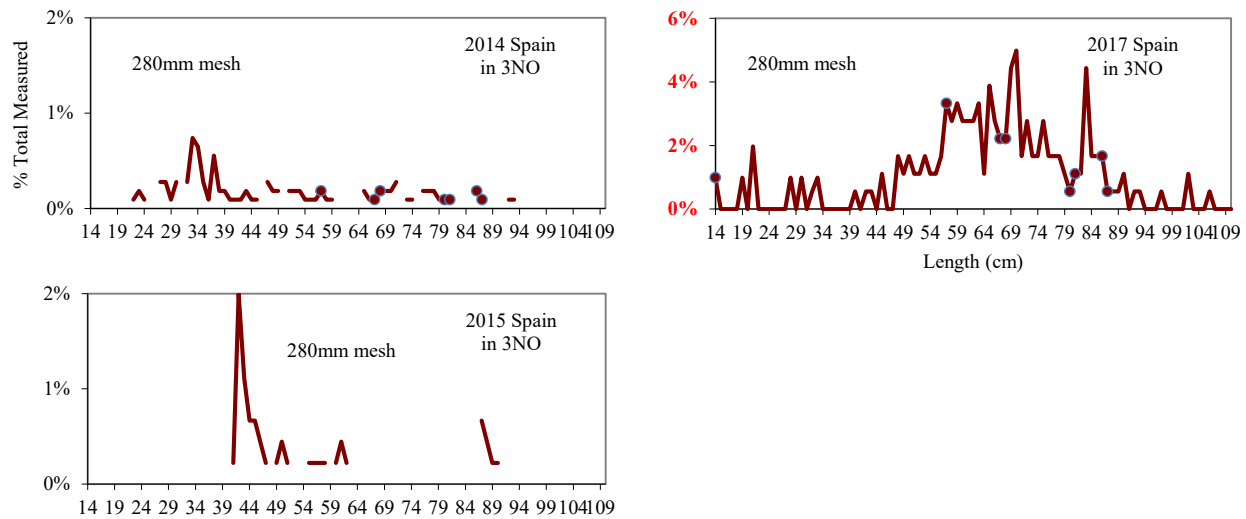 2%
1%
0%
% Total Measured
280mm mesh
2014 Spain
in 3NO
14 19 24 29 34 39 44 49 54 59 64 69 74 79 84 89 94 99 104 109
6%
4%
2%
0%
280mm mesh
2017 Spain
in 3NO
14 19 24 29 34 39 44 49 54 59 64 69 74 79 84 89 94 99 104 109
Length (cm)
2%
1%
0%
280mm mesh
2015 Spain
in 3NO
14 19 24 29 34 39 44 49 54 59 64 69 74 79 84 89 94 99 104 109